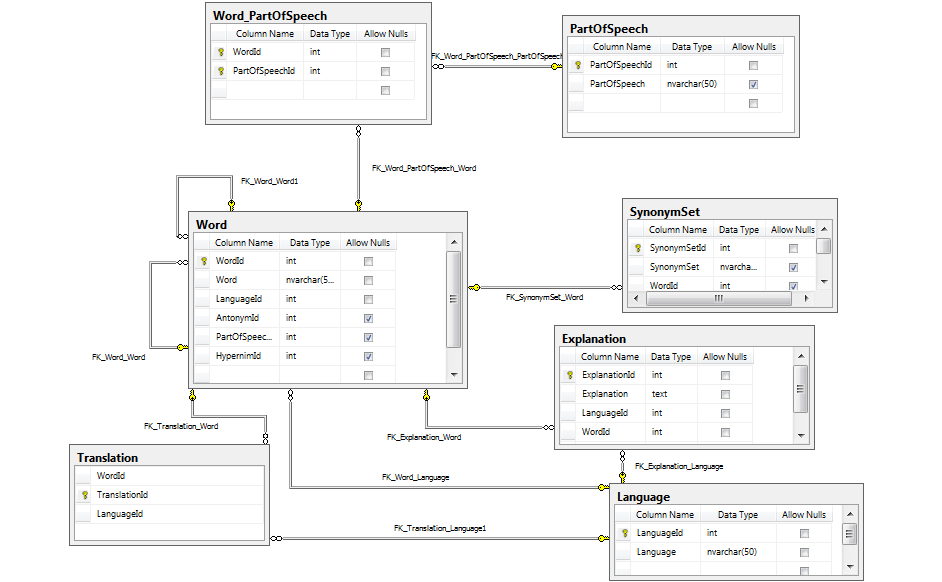 Word_PartOfSpeech
Column Name Data Type Allow Nulls
WordId int
PartOfSpeechId int
PartOfSpeech
Column Name Data Type Allow Nulls
PartOfSpeechId int
PartOfSpeech nvarchar(50)
FK_Word_PartOfSpeech_PartOfSpeech
FK_Word_PartOfSpeech_Word
FK_Word_Word1
Word
Column Name Data Type Allow Nulls
WordId int
Word nvarchar(5...
LanguageId int
AntonymId int
PartOfSpeec... int
HypernimId int
FK_Word_Word
SynonymSet
Column Name Data Type Allow Nulls
SynonymSetId int
SynonymSet nvarcha...
WordId int
FK_SynonymSet_Word
Explanation
Column Name Data Type Allow Nulls
ExplanationId int
Explanation text
LanguageId int
WordId int
FK_Translation_Word
FK_Explanation_Word
FK_Explanation_Language
FK_Word_Language
Translation
WordId
TranslationId
LanguageId
FK_Translation_Language1
Language
Column Name Data Type Allow Nulls
LanguageId int
Language nvarchar(50)